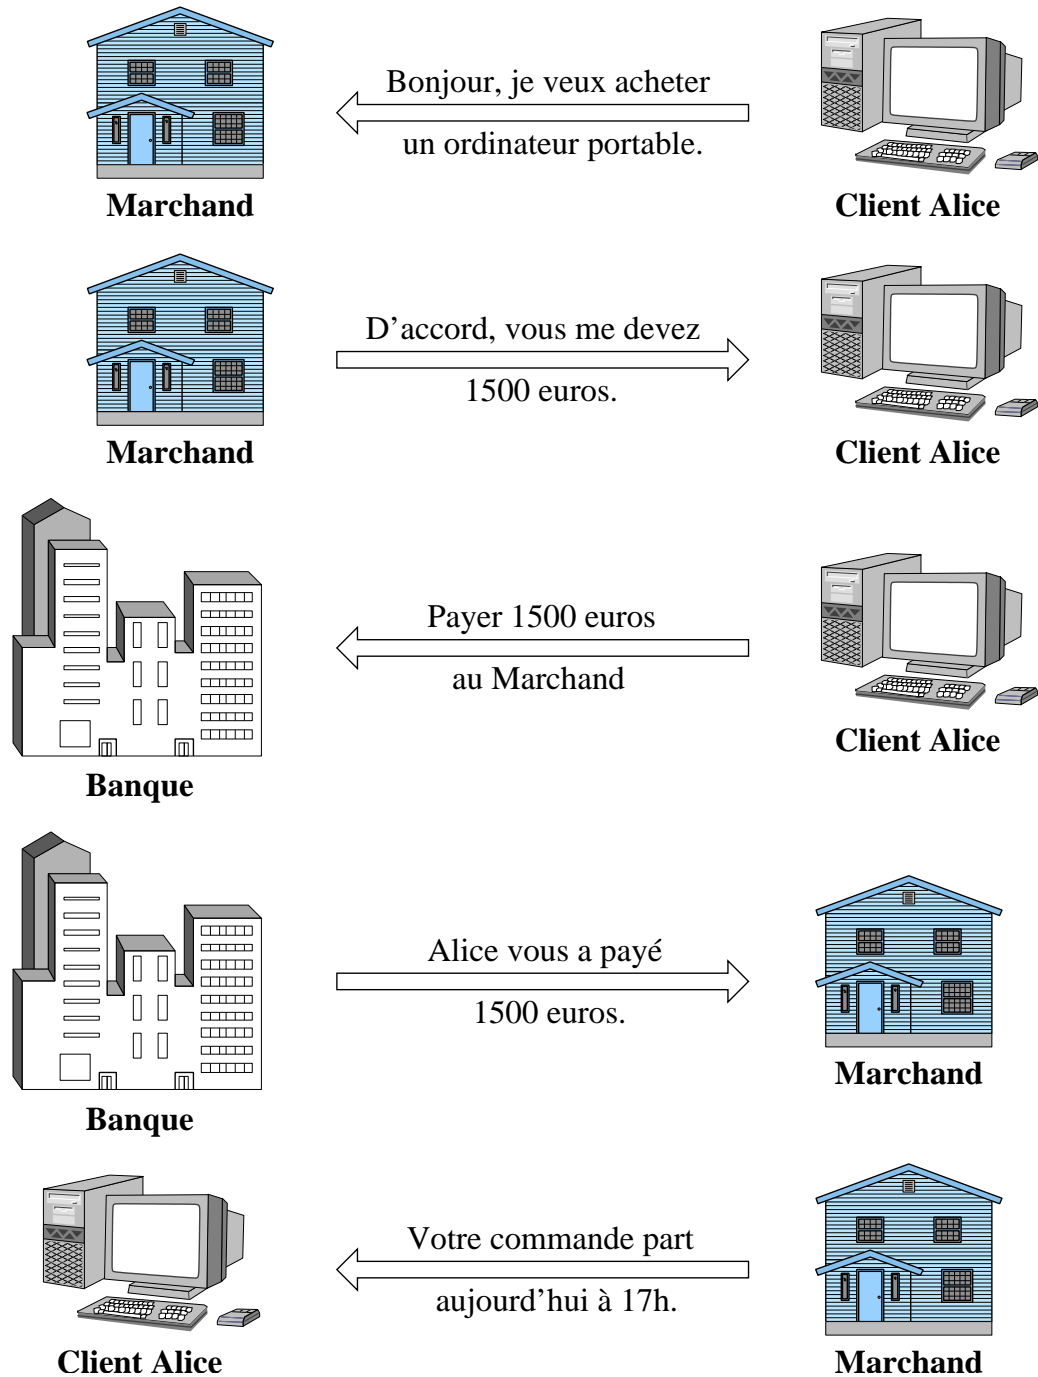 Bonjour, je veux acheter
un ordinateur portable.
Marchand
Client Alice
D’accord, vous me devez
1500 euros.
Marchand
Client Alice
Payer 1500 euros
au Marchand
Client Alice
Banque
Alice vous a payé
1500 euros.
Marchand
Banque
Votre commande part
aujourd’hui à 17h.
Client Alice
Marchand